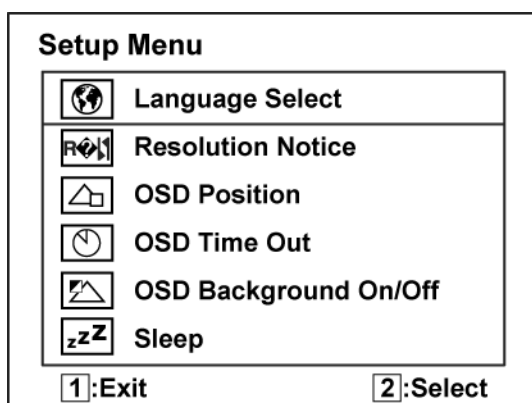 Setup Menu
Language Select
Resolution Notice
OSD Position
OSD Time Out
OSD Background On/Off
zzZ Sleep
1:Exit 2:Select